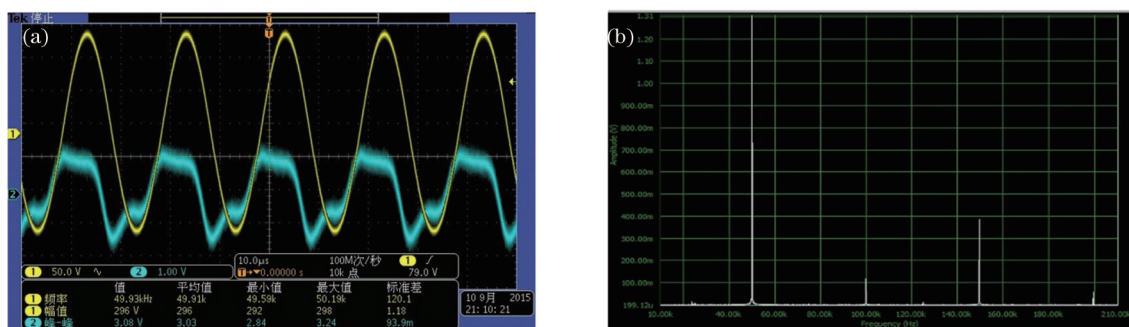 Tek 停止
(a)
T
1
2
1 50.0 V ∿ 2 1.00 V
10.0μs 100M次/秒 1 ∫
T→▼0.00000 s 10k 点 79.0 V
值 平均值 最小值 最大值 标准差
1 频率 49.93kHz 49.91k 49.59k 50.19k 120.1
1 幅值 296 V 296 292 298 1.18
2 峰-峰 3.08 V 3.03 2.84 3.24 93.9m
10 9月 2015
21:10:21
(b)
1.31
1.20
1.10
1.00
900.00m
800.00m
700.00m
600.00m
500.00m
400.00m
300.00m
200.00m
100.00m
199.12u
Amplitude (V)
10.00k 40.00k 60.00k 80.00k 100.00k 120.00k 140.00k 160.00k 180.00k 210.00k
Frequency (Hz)